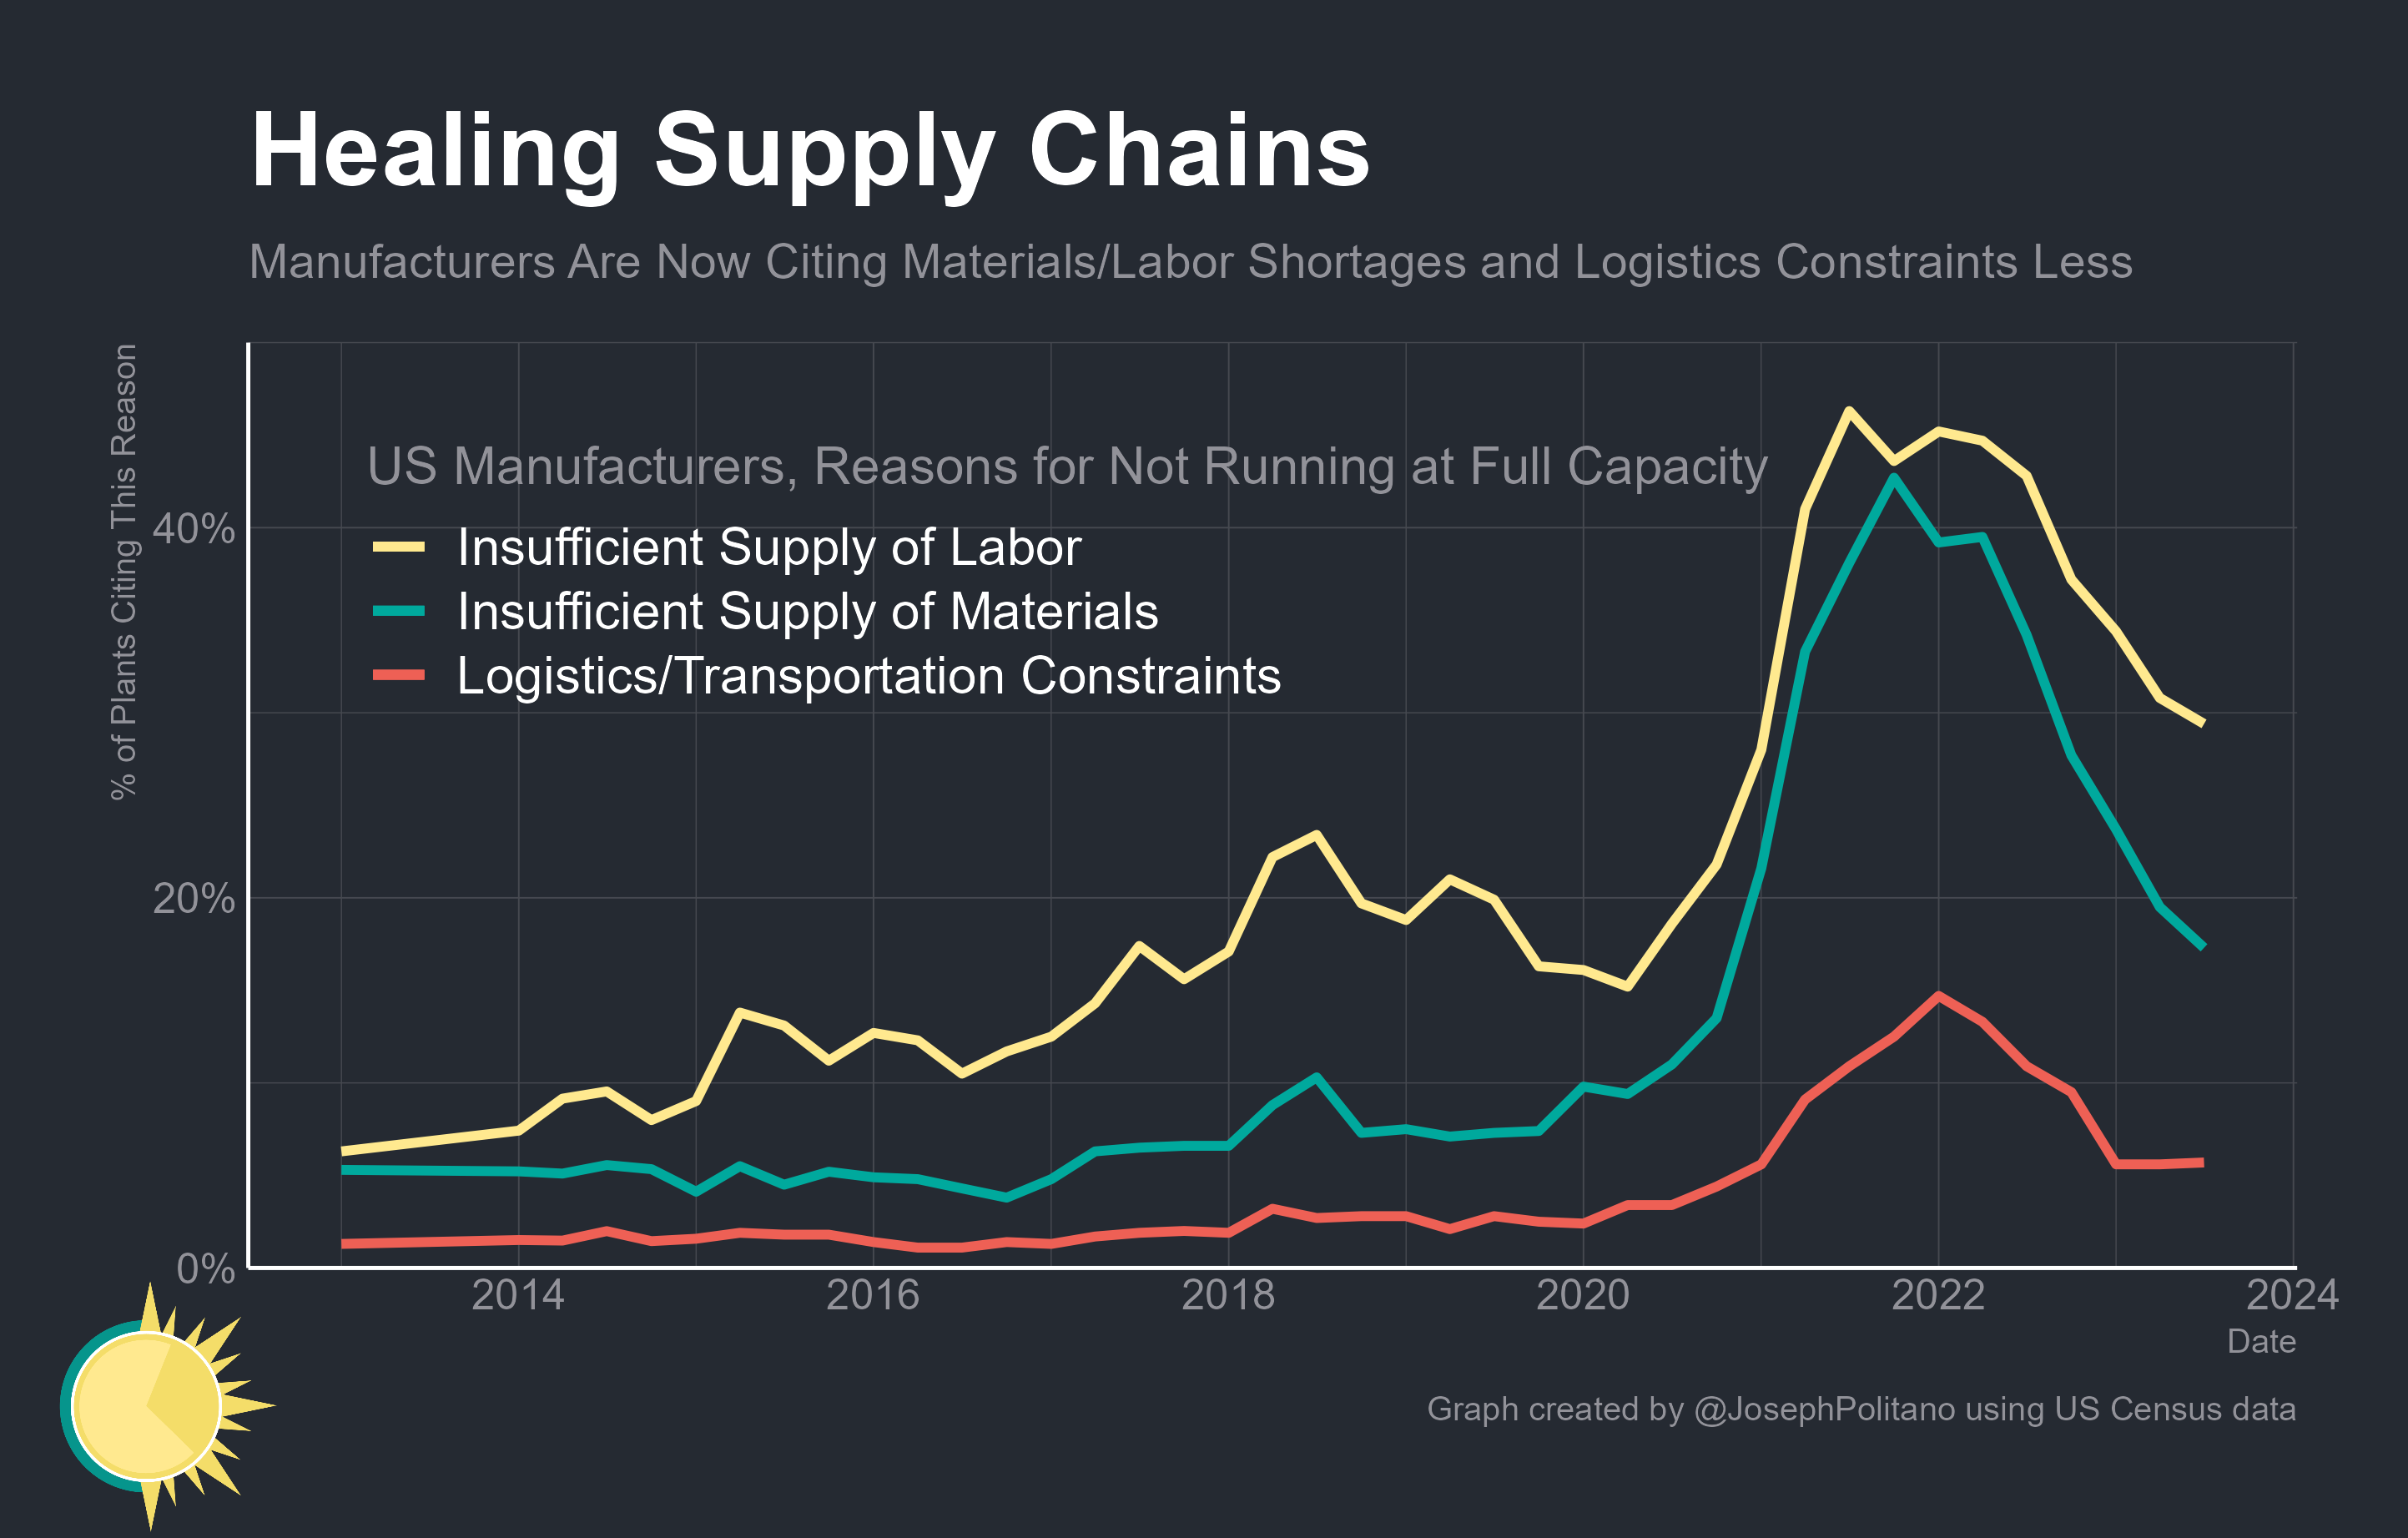 Healing Supply Chains
Manufacturers Are Now Citing Materials/Labor Shortages and Logistics Constraints Less
% of Plants Citing This Reason
US Manufacturers, Reasons for Not Running at Full Capacity
Insufficient Supply of Labor
Insufficient Supply of Materials
Logistics/Transportation Constraints
40%
20%
0%
2014 2016 2018 2020 2022 2024
Date
Graph created by @JosephPolitano using US Census data